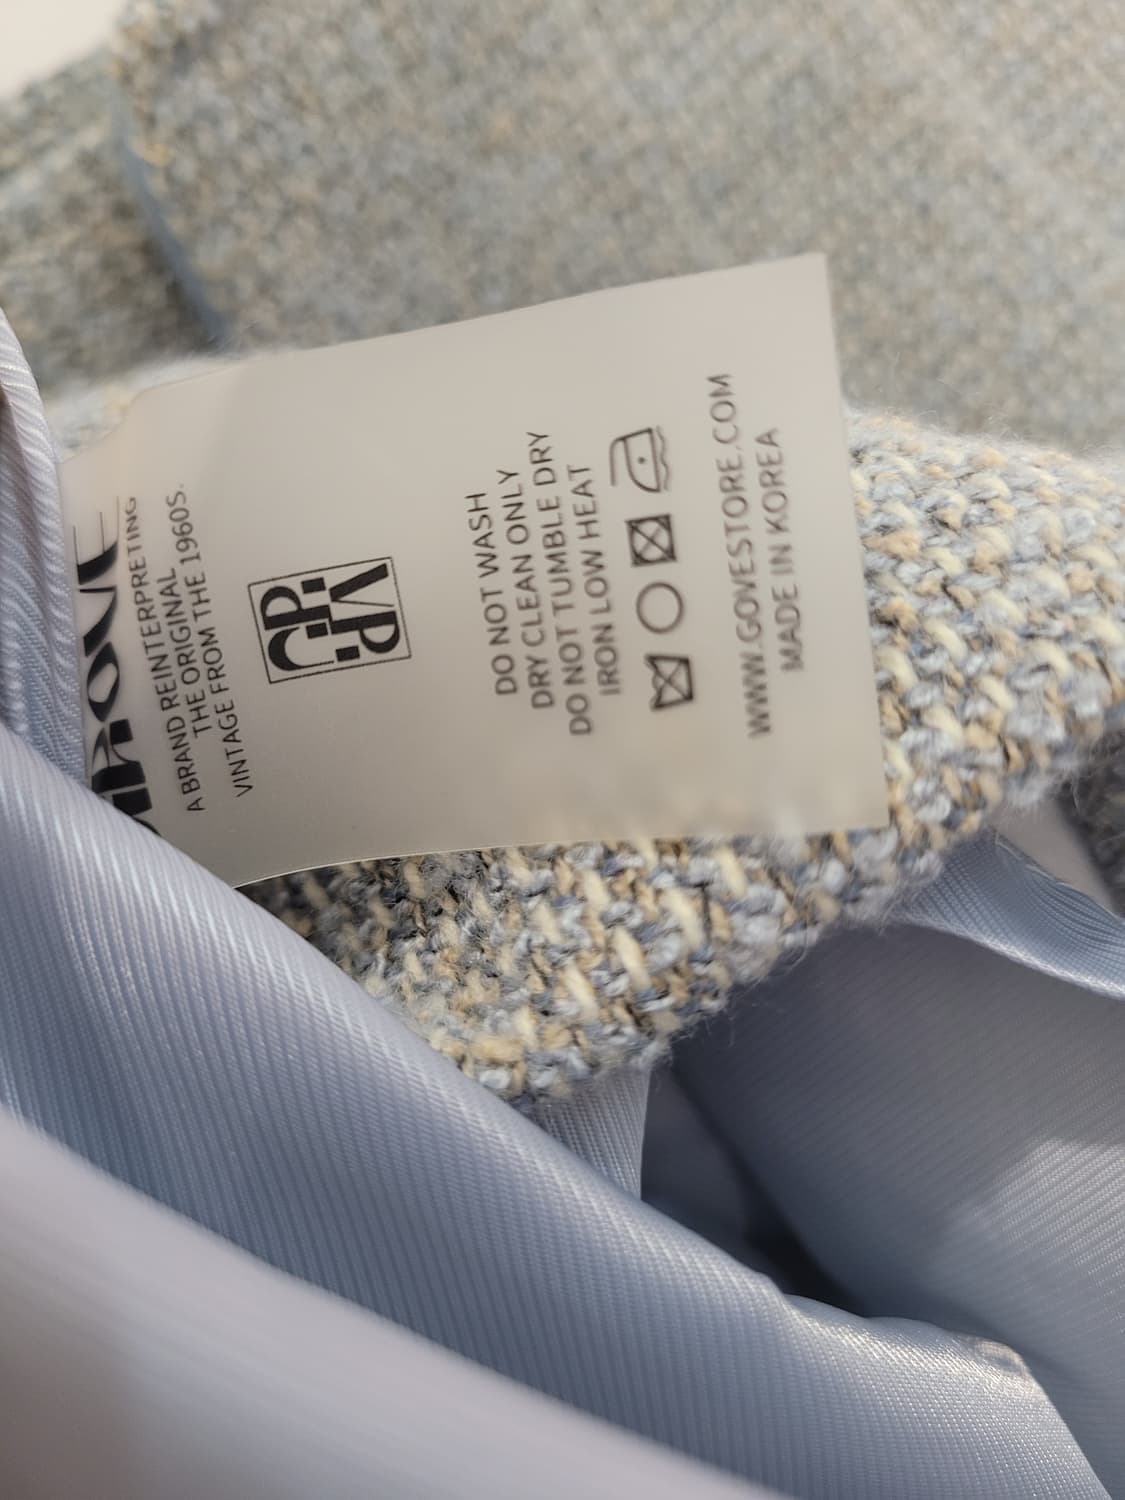 A BRAND REINTERPRETING
THE ORIGINAL
VINTAGE FROM THE 1960S.
DO NOT WASH
DRY CLEAN ONLY
DO NOT TUMBLE DRY
IRON LOW HEAT
WWW.GOVESTORE.COM
MADE IN KOREA